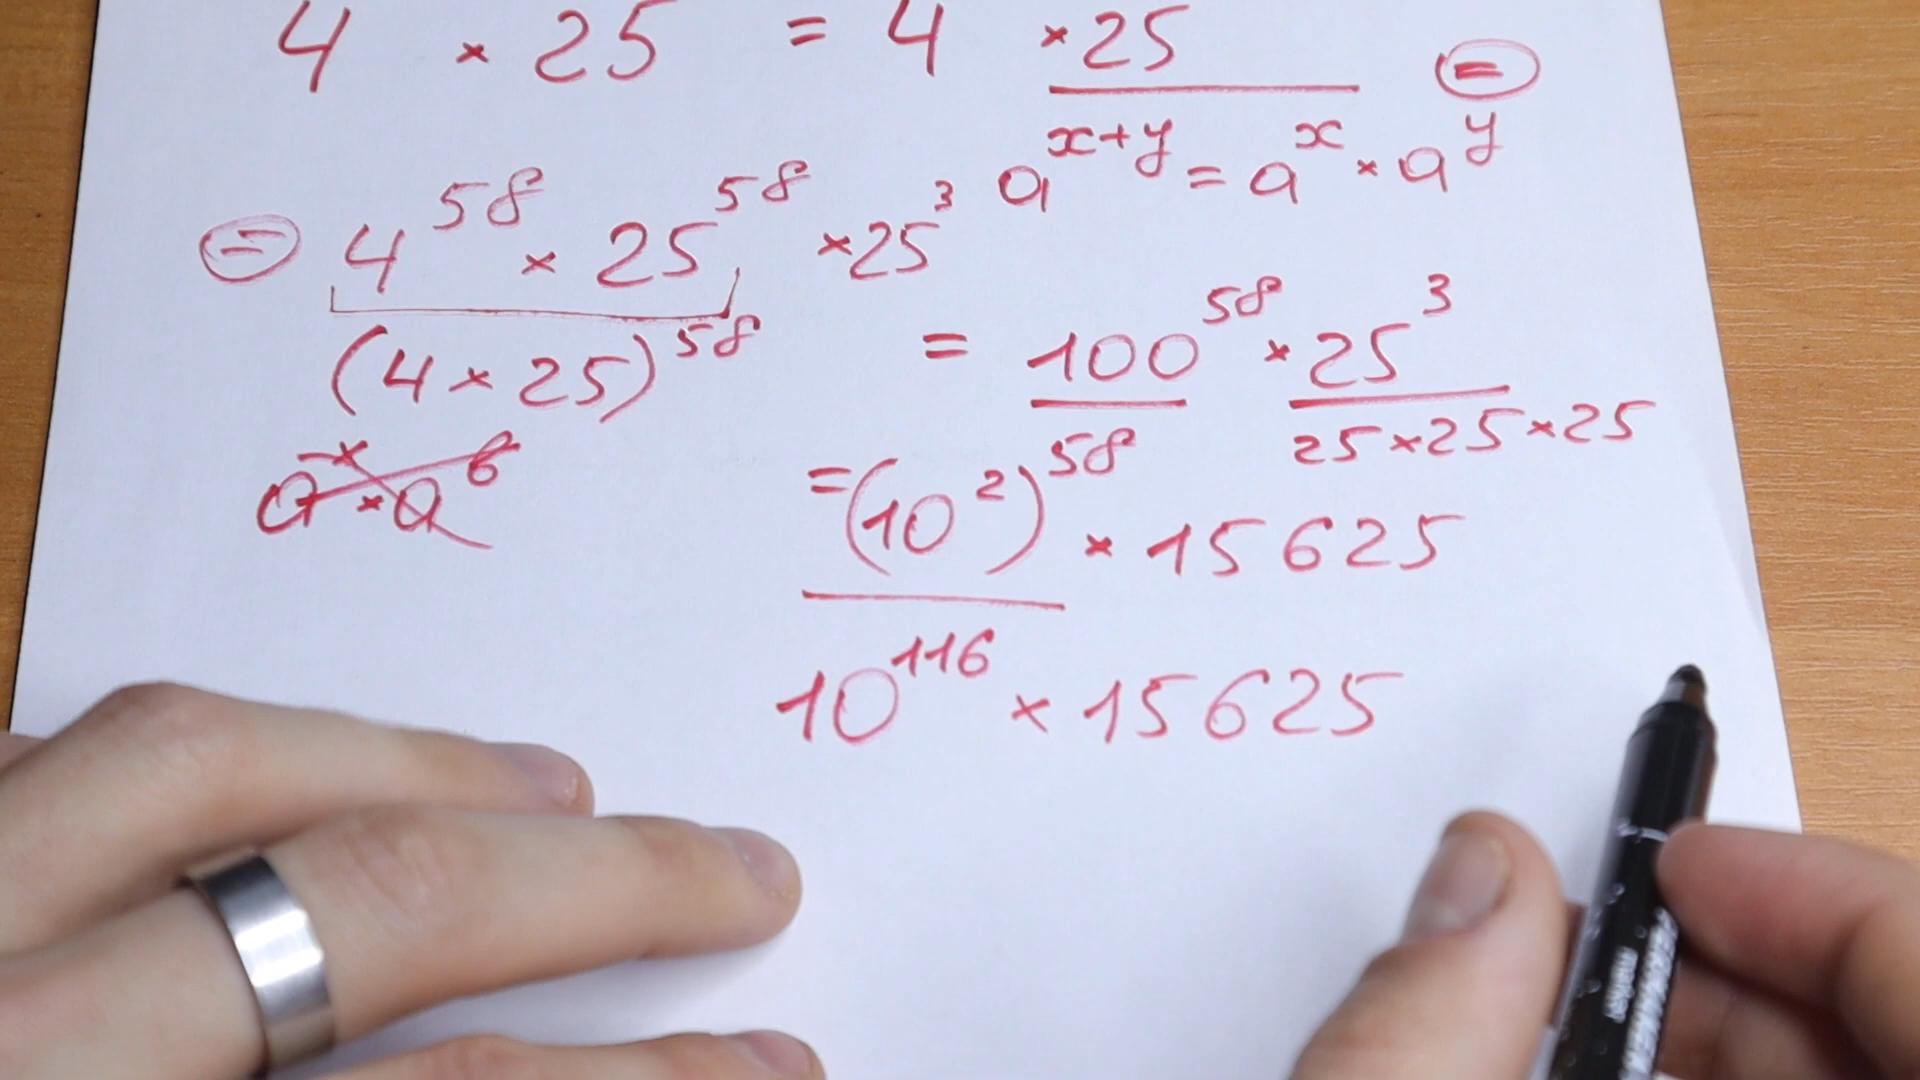 4 × 25 = 4 × 25 =
a^x+y = a^x × a^y
= 4^58 × 25^58 × 25^3
(4 × 25)^58 = 100^58 × 25^3
25×25×25
a^-x × a^6
= (10^2)^58 × 15625
10^116 × 15625